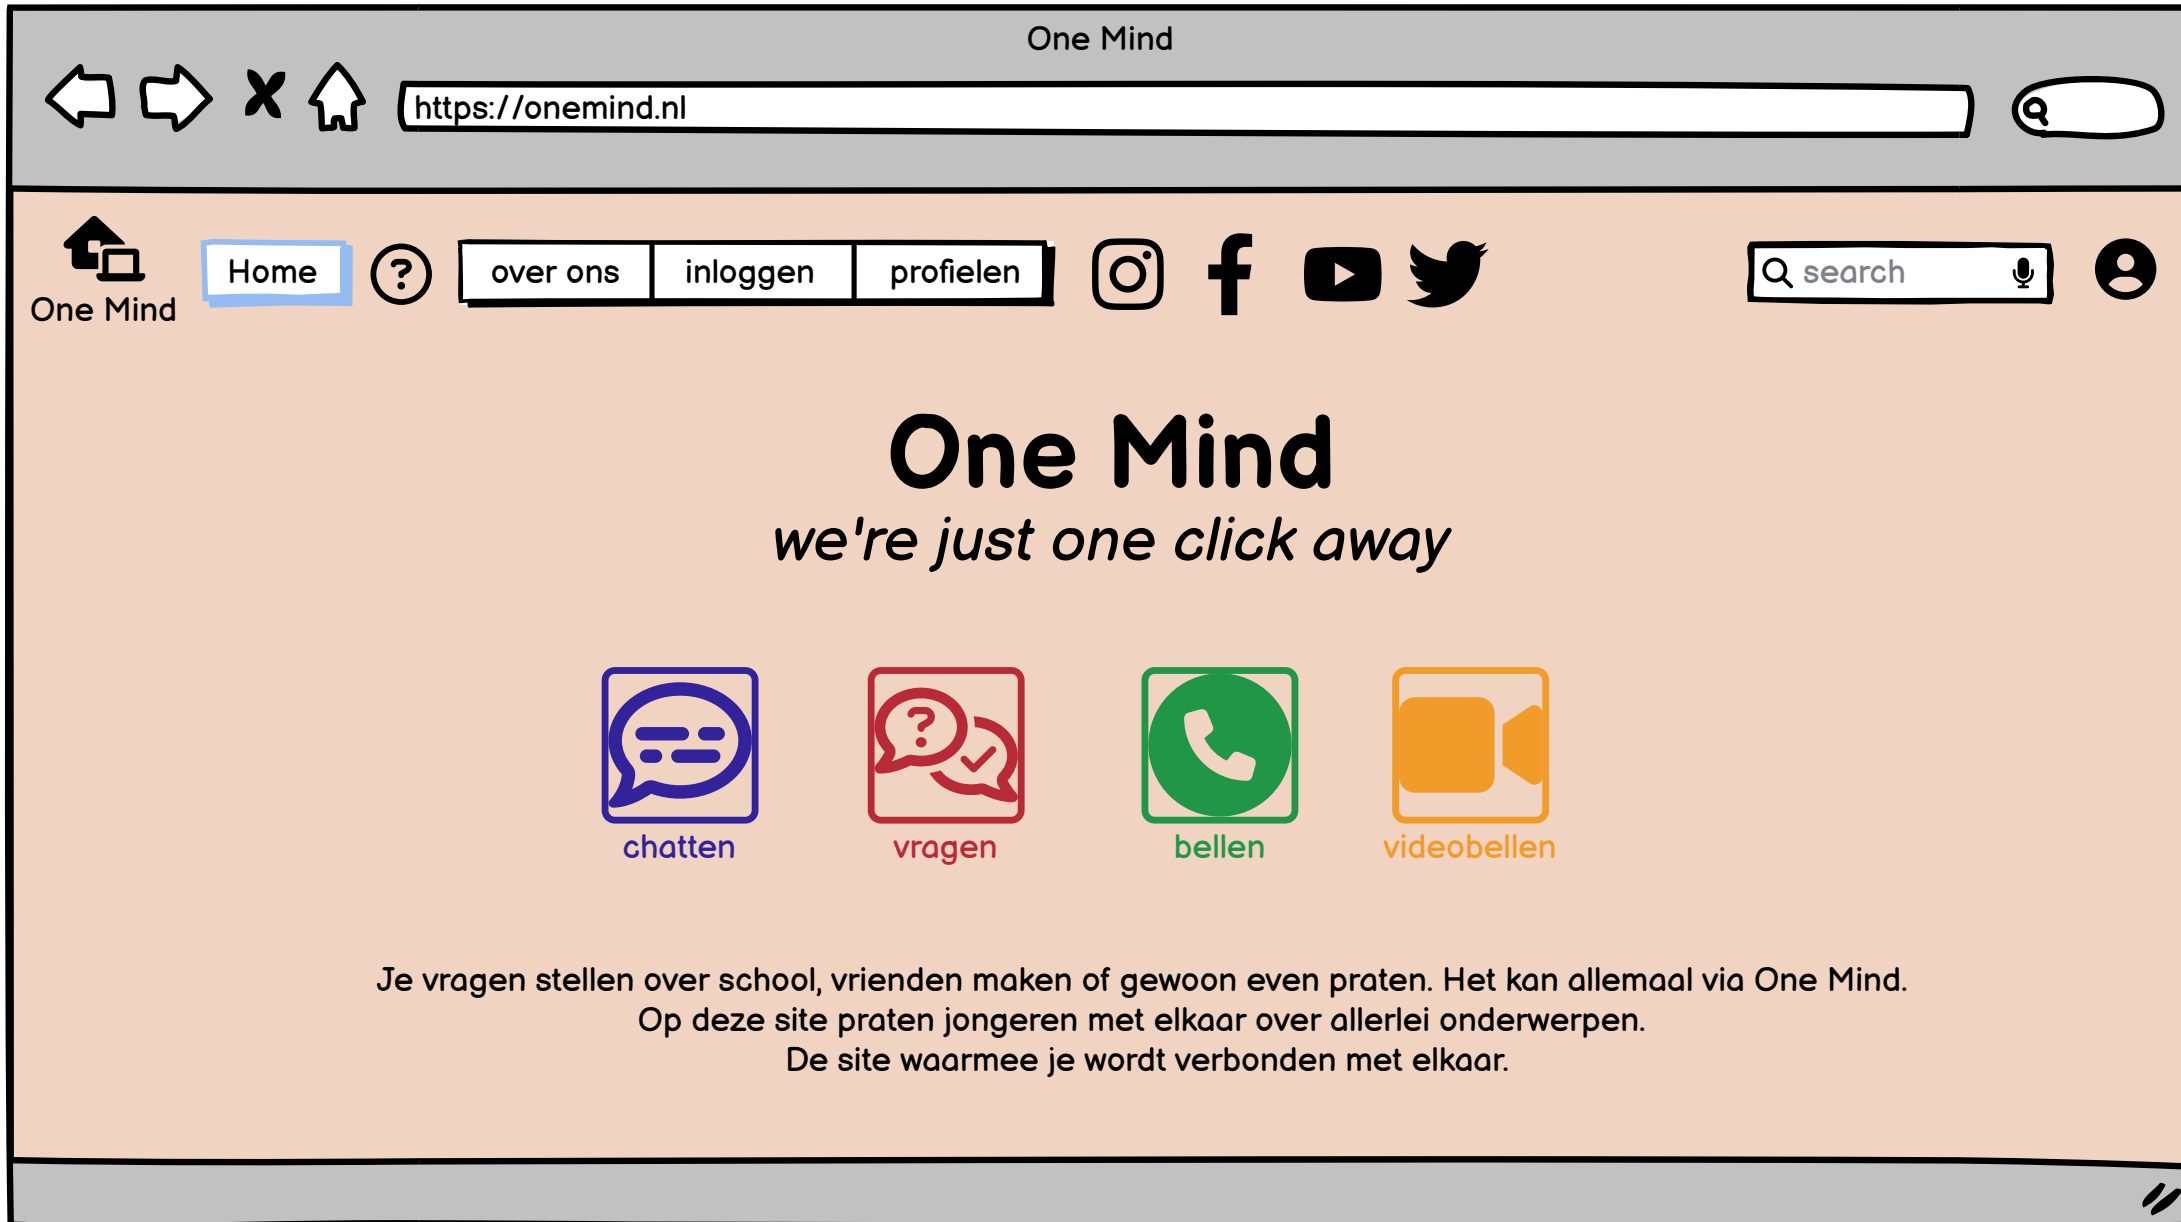 One Mind
https://onemind.nl
Home
?
over ons
inloggen
profielen
search
One Mind
One Mind
we're just one click away
?
chatten
vragen
bellen
videobellen
Je vragen stellen over school, vrienden maken of gewoon even praten. Het kan allemaal via One Mind.
Op deze site praten jongeren met elkaar over allerlei onderwerpen.
De site waarmee je wordt verbonden met elkaar.